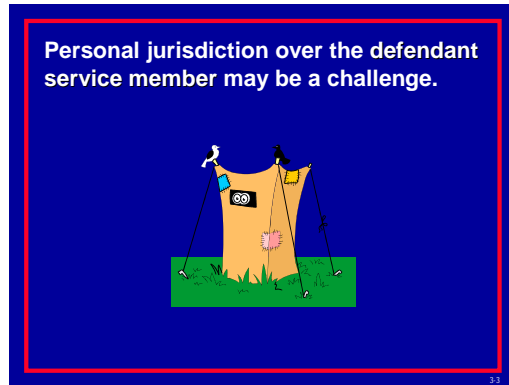 Personal jurisdiction over the defendant
service member may be a challenge.
3-3